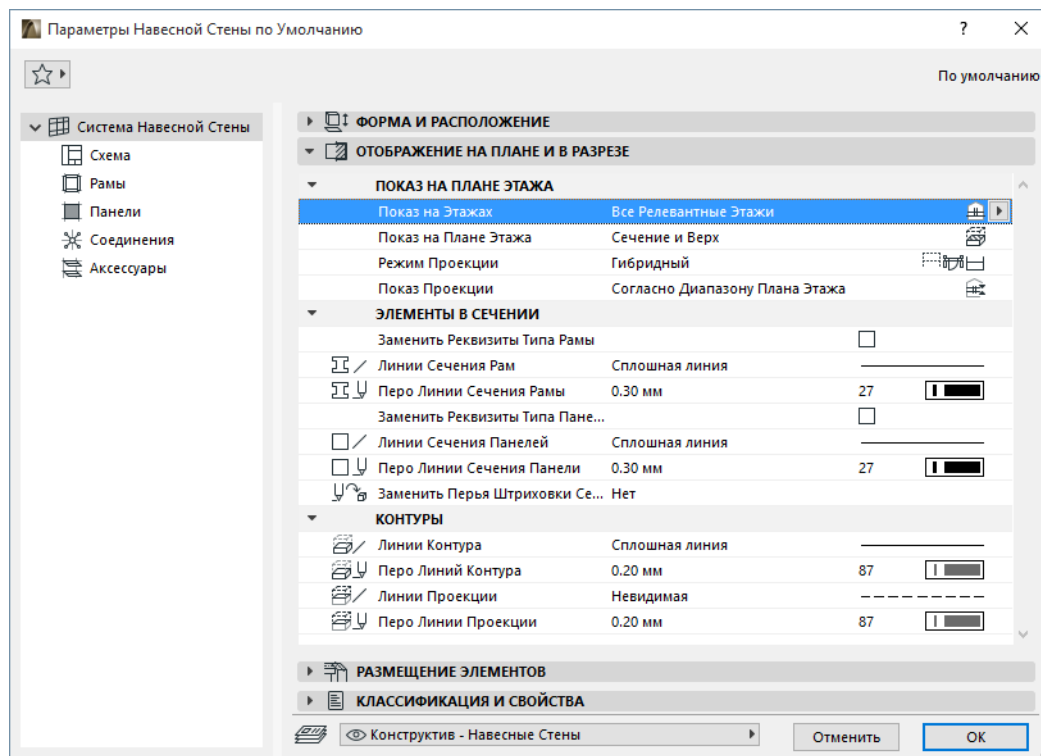 Параметры Навесной Стены по Умолчанию
?
По умолчанию
Система Навесной Стены
Схема
Рамы
Панели
Соединения
Аксессуары
ФОРМА И РАСПОЛОЖЕНИЕ
ОТОБРАЖЕНИЕ НА ПЛАНЕ И В РАЗРЕЗЕ
ПОКАЗ НА ПЛАНЕ ЭТАЖА
Показ на Этажах Все Релевантные Этажи
Показ на Плане Этажа Сечение и Верх
Режим Проекции Гибридный
Показ Проекции Согласно Диапазону Плана Этажа
ЭЛЕМЕНТЫ В СЕЧЕНИИ
Заменить Реквизиты Типа Рамы
Линии Сечения Рам Сплошная линия
Перо Линии Сечения Рамы 0.30 мм 27
Заменить Реквизиты Типа Пане...
Линии Сечения Панелей Сплошная линия
Перо Линии Сечения Панели 0.30 мм 27
Заменить Перья Штриховки Се... Нет
КОНТУРЫ
Линии Контура Сплошная линия
Перо Линий Контура 0.20 мм 87
Линии Проекции Невидимая
Перо Линии Проекции 0.20 мм 87
РАЗМЕЩЕНИЕ ЭЛЕМЕНТОВ
КЛАССИФИКАЦИЯ И СВОЙСТВА
Конструктив - Навесные Стены
Отменить
ОК